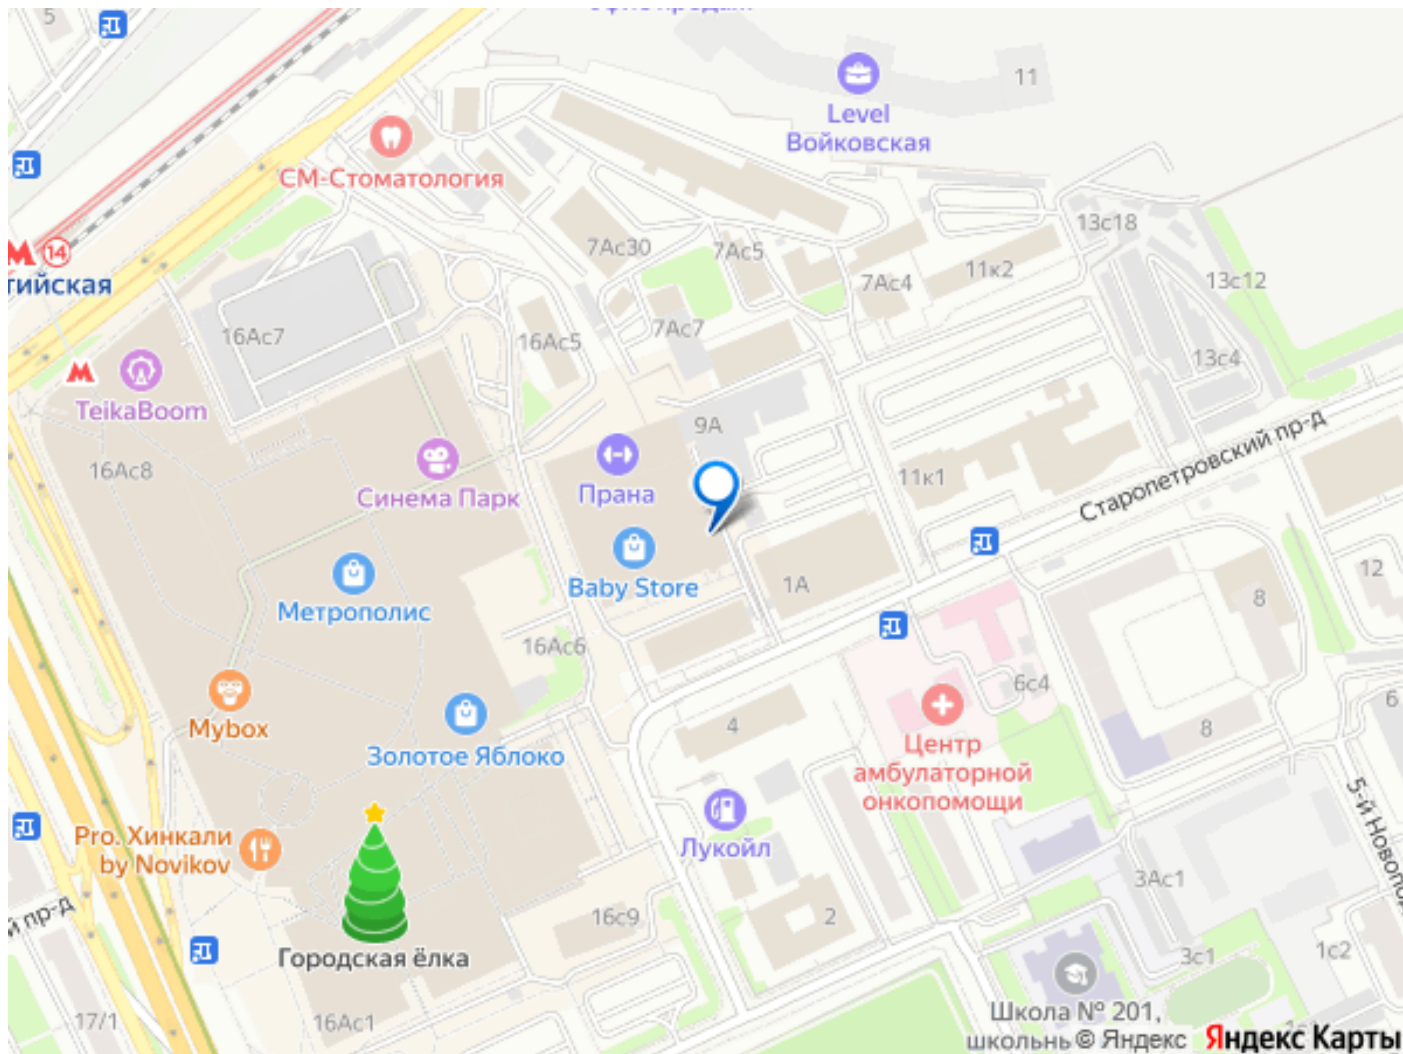 5
11
Level
Войковская
СМ-Стоматология
13с18
14
тийская
7Ас30
7Ас5
7Ас4
11к2
13с12
16Ас7
16Ас5
7Ас7
13с4
TeikaBoom
9А
16Ас8
Синема Парк
Прана
11к1
Старопетровский пр-д
Метрополис
Baby Store
1А
12
8
16Ас6
6с4
6
Mybox
4
8
Золотое Яблоко
Центр
амбулаторной
онкопомощи
Pro. Хинкали
by Novikov
Лукойл
3Ас1
й пр-д
16с9
2
Городская ёлка
3с1
1с2
17/1
16Ас1
Школа № 201,
школьнь © Яндекс Яндекс Карты